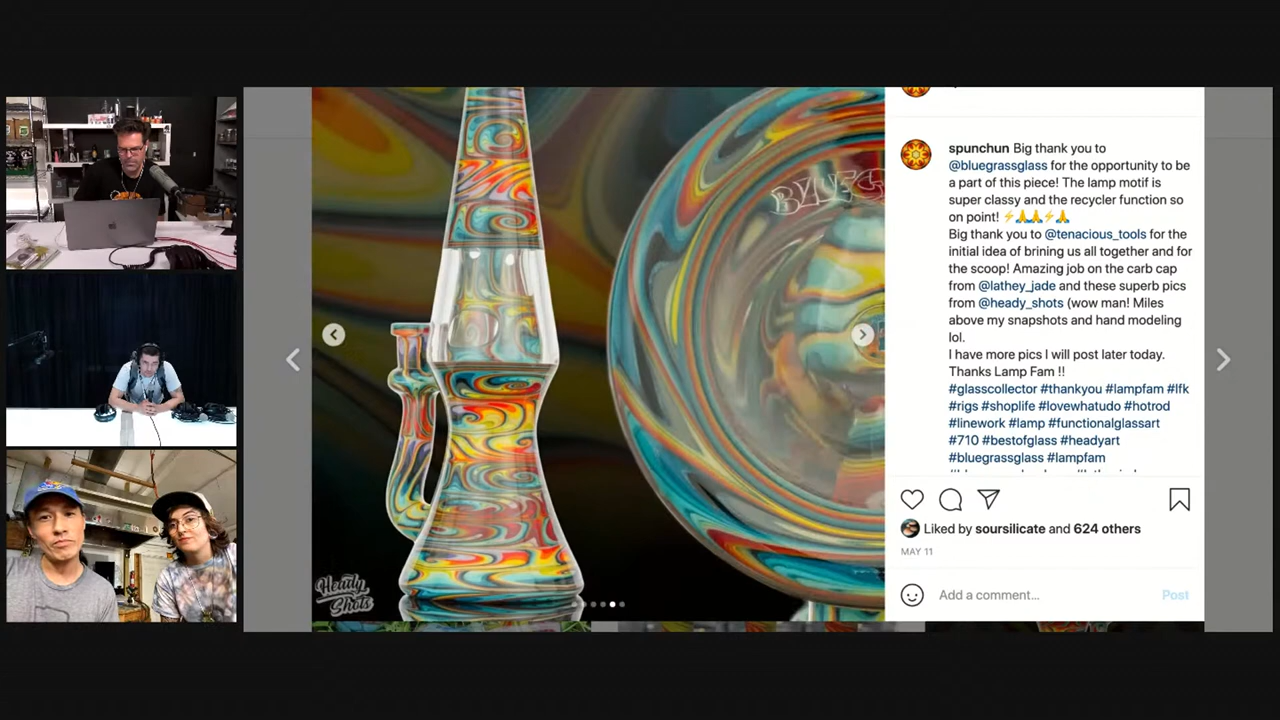 spunchun Big thank you to
@bluegrassglass for the opportunity to be
a part of this piece! The lamp motif is
super classy and the recycler function so
on point! ⚡🙏🙏⚡🙏
Big thank you to @tenacious_tools for the
initial idea of brining us all together and for
the scoop! Amazing job on the carb cap
from @lathey_jade and these superb pics
from @heady_shots (wow man! Miles
above my snapshots and hand modeling
lol.
I have more pics I will post later today.
Thanks Lamp Fam !!
#glasscollector #thankyou #lampfam #lfk
#rigs #shoplife #lovewhatudo #hotrod
#linework #lamp #functionalglassart
#710 #bestofglass #headyart
#bluegrassglass #lampfam
Liked by soursilicate and 624 others
MAY 11
Add a comment... Post
Heady
Shots